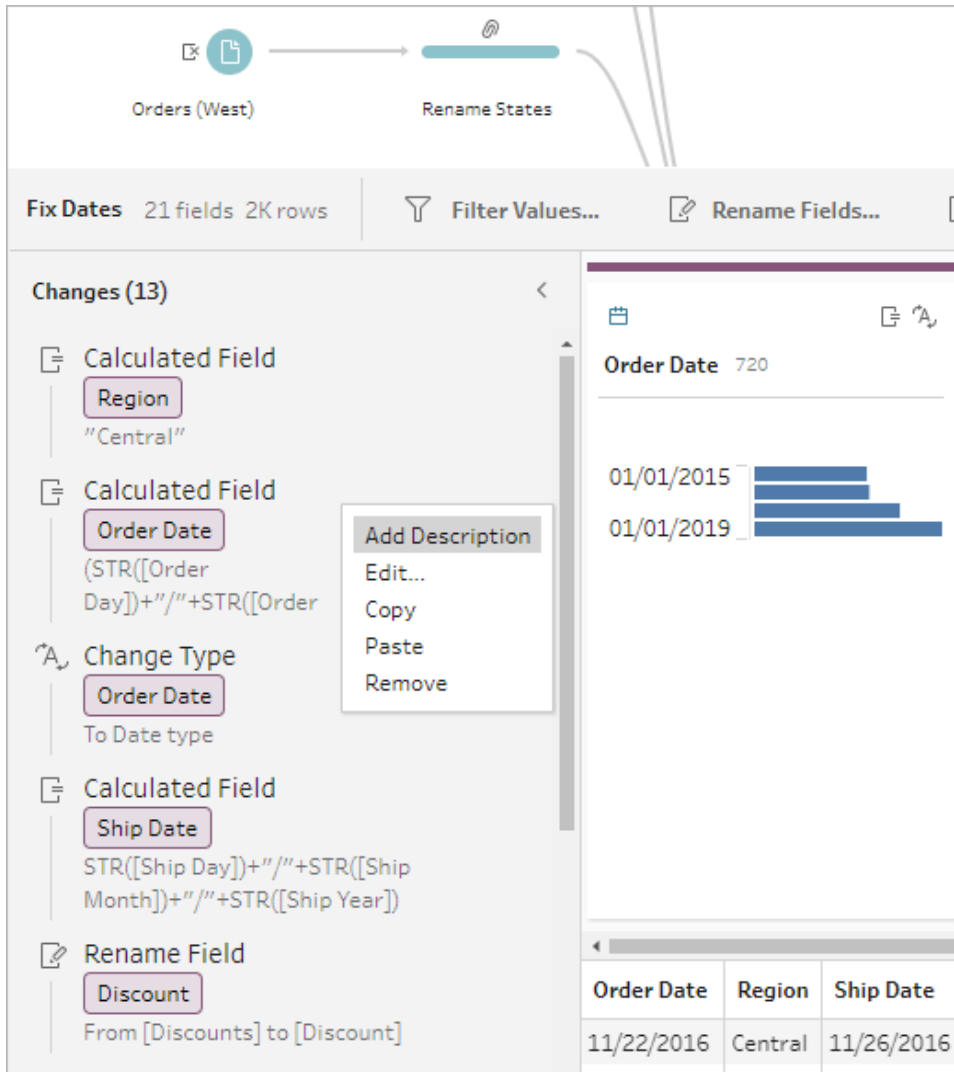 Orders (West)
Rename States
Fix Dates 21 fields 2K rows
Filter Values...
Rename Fields...
Changes (13)
Calculated Field
Region
"Central"
Calculated Field
Order Date
(STR([Order
Day])+"/"+STR([Order
Change Type
Order Date
To Date type
Calculated Field
Ship Date
STR([Ship Day])+"/"+STR([Ship
Month])+"/"+STR([Ship Year])
Rename Field
Discount
From [Discounts] to [Discount]
Add Description
Edit...
Copy
Paste
Remove
Order Date 720
01/01/2015
01/01/2019
Order Date Region Ship Date
11/22/2016 Central 11/26/2016